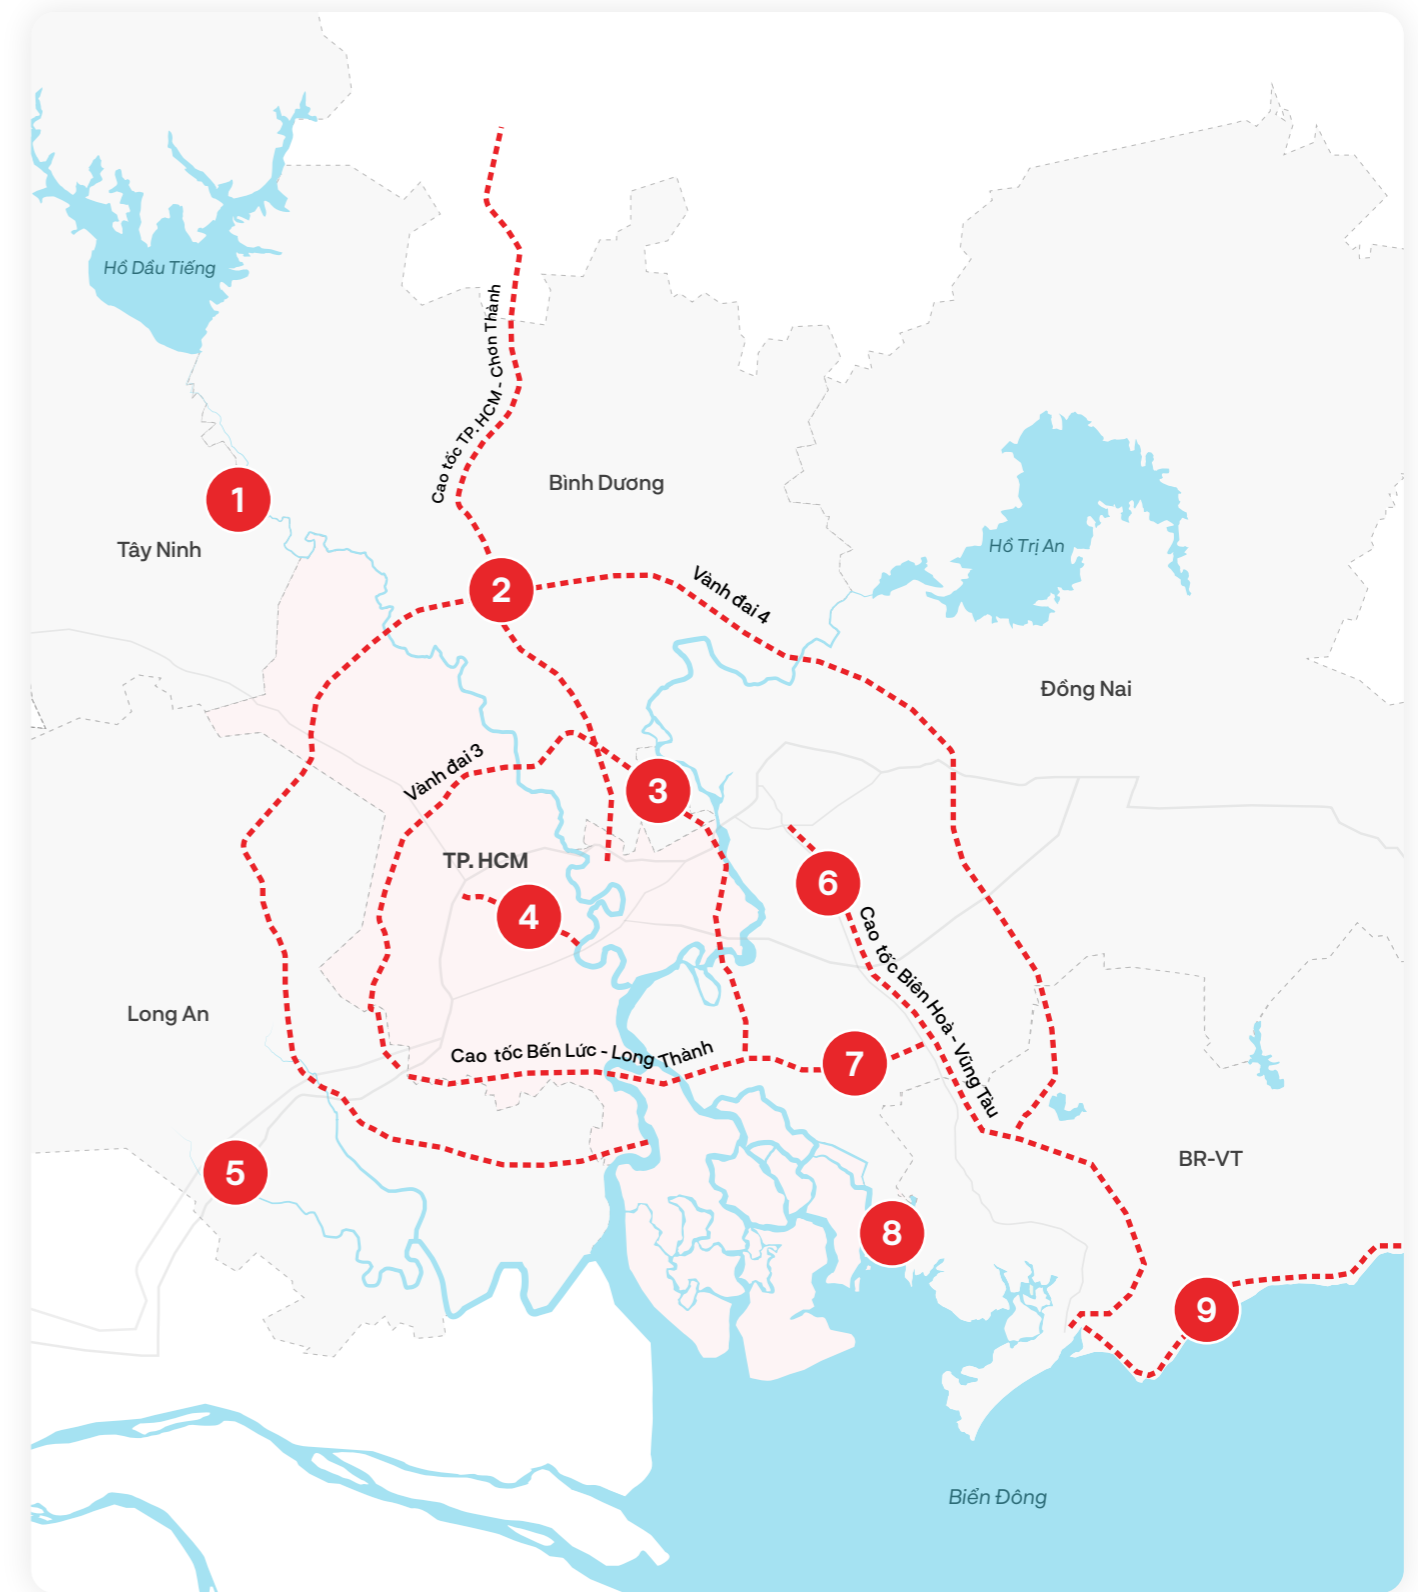 Hồ Dầu Tiếng
Cao tốc TP. HCM - Chơn Thành
Bình Dương
1
Tây Ninh
Hồ Trị An
2
Vành đai 4
Đồng Nai
Vành đai 3
3
TP. HCM
6
4
Cao tốc Biên Hoà - Vũng Tàu
Long An
Cao tốc Bến Lức - Long Thành
7
5
BR-VT
8
9
Biển Đông